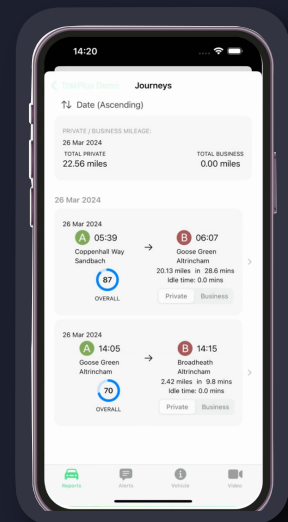 14:20
Journeys
Date (Ascending)
PRIVATE / BUSINESS MILEAGE:
26 Mar 2024
TOTAL PRIVATE TOTAL BUSINESS
22.56 miles 0.00 miles
26 Mar 2024
26 Mar 2024
A 05:39 → B 06:07
Coppenhall Way Goose Green
Sandbach Altrincham
20.13 miles in 28.6 mins
87 Idle time: 0.0 mins
OVERALL Private Business
26 Mar 2024
A 14:05 → B 14:15
Goose Green Broadheath
Altrincham Altrincham
2.42 miles in 9.8 mins
70 Idle time: 0.0 mins
OVERALL Private Business
Reports Alerts Vehicle Video